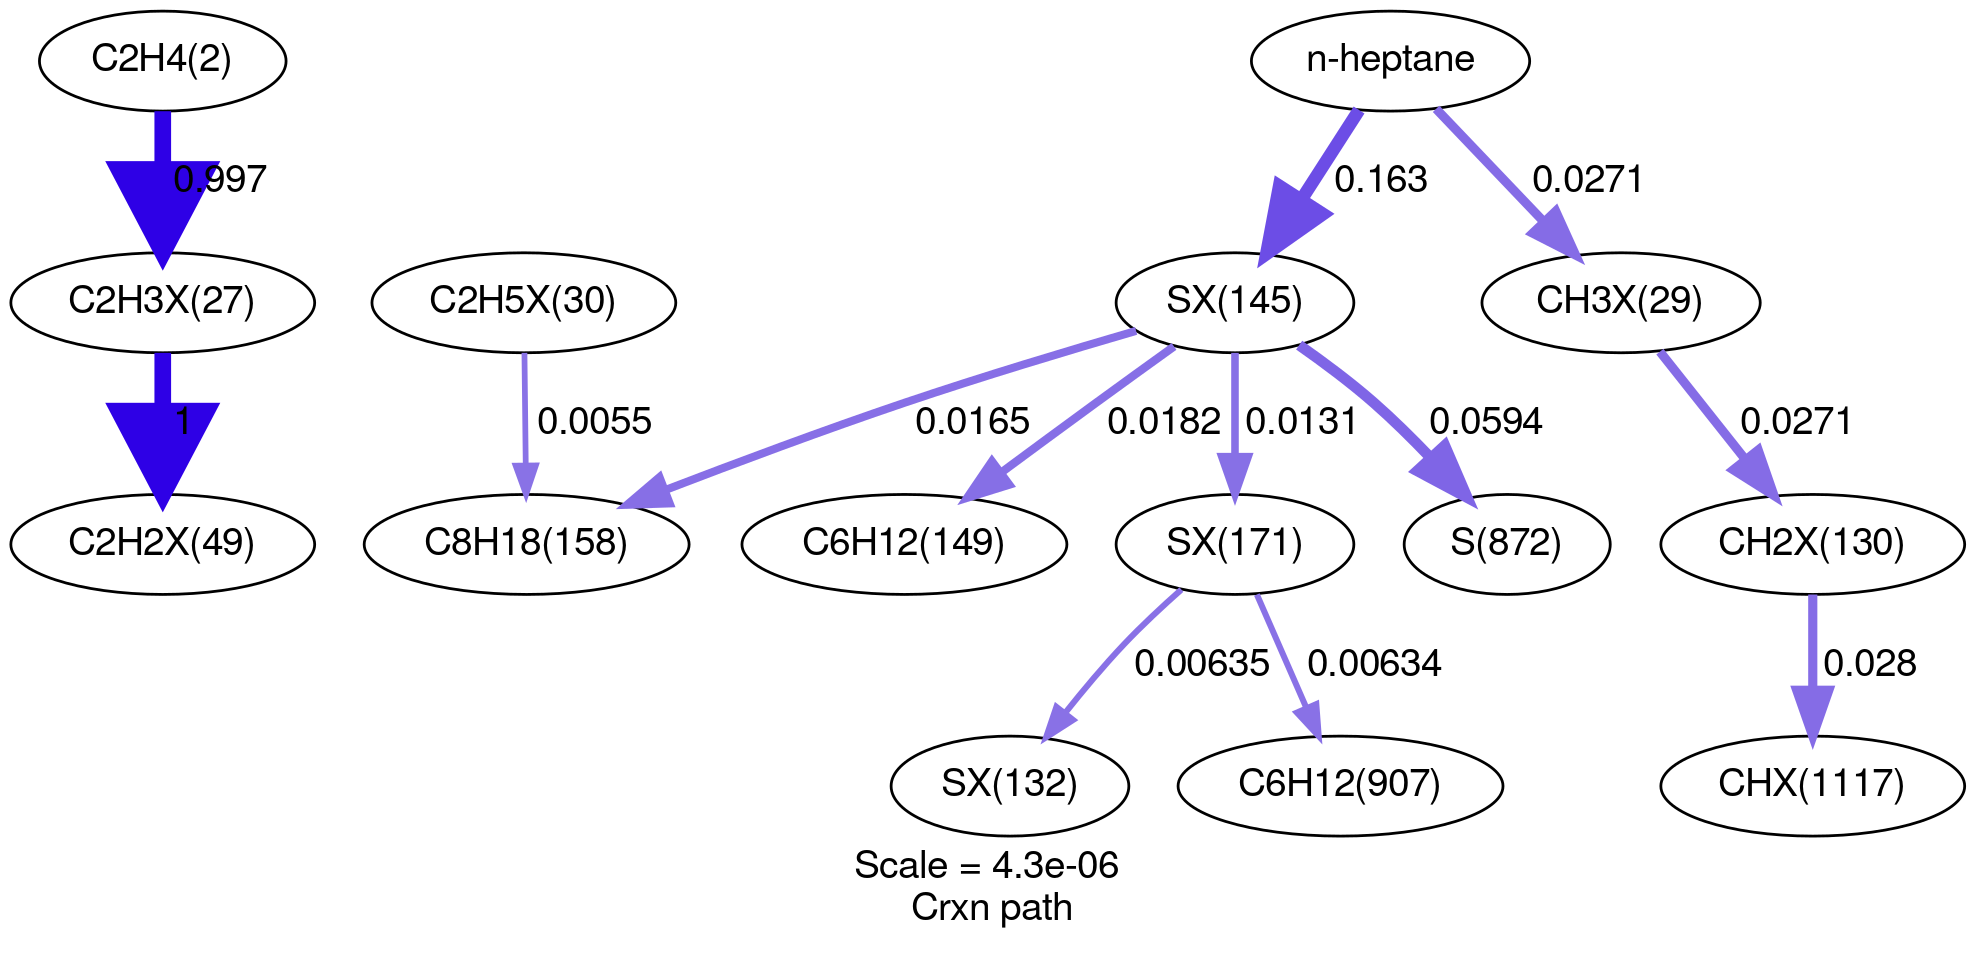 C2H4(2)
n-heptane
0.997
0.163
0.0271
C2H3X(27)
C2H5X(30)
SX(145)
CH3X(29)
1
0.0055
0.0165
0.0182
0.0131
0.0594
0.0271
C2H2X(49)
C8H18(158)
C6H12(149)
SX(171)
S(872)
CH2X(130)
0.00635
0.00634
0.028
SX(132)
C6H12(907)
CHX(1117)
Scale = 4.3e-06
Crxn path